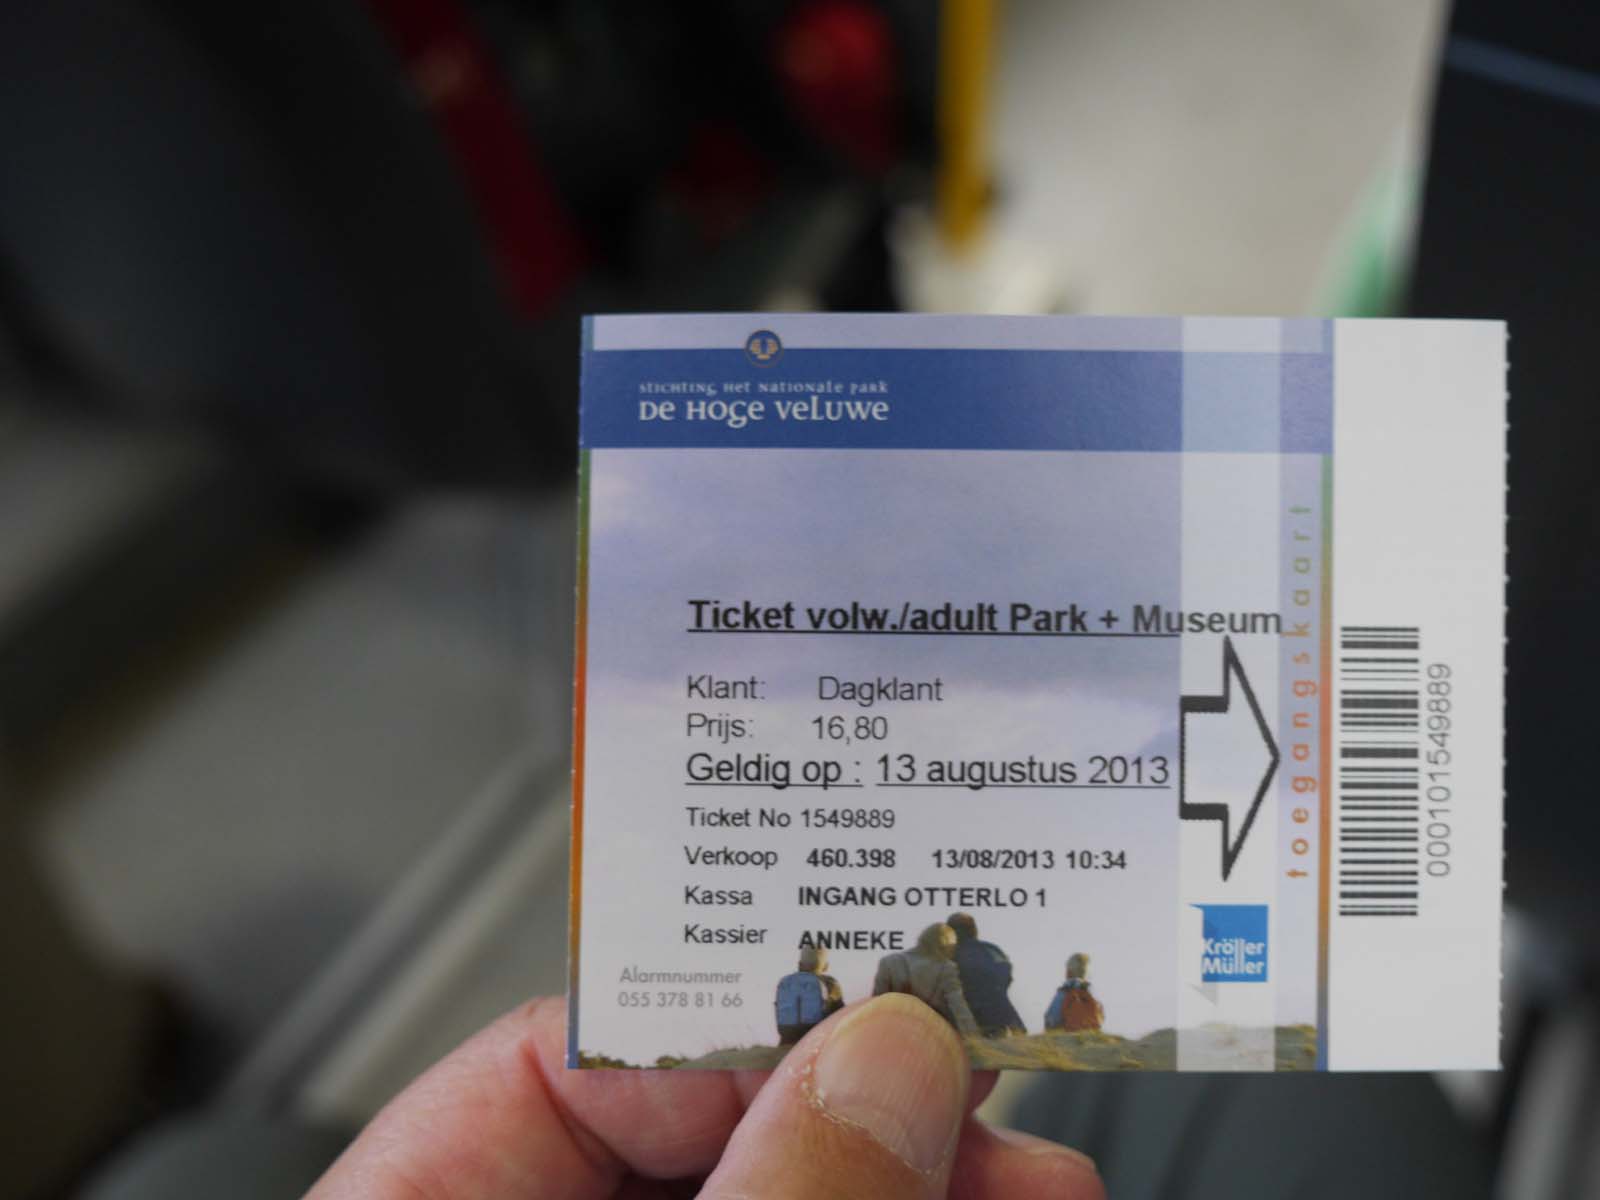 STICHTING HET NATIONALE PARK
DE HOGE VELUWE
Ticket volw./adult Park + Museum
Klant: Dagklant
Prijs: 16,80
Geldig op : 13 augustus 2013
Ticket No 1549889
Verkoop 460.398 13/08/2013 10:34
Kassa INGANG OTTERLO 1
Kassier ANNEKE
Alarmnummer
055 378 81 66
Kröller
Müller
toegangskaart
000101549889